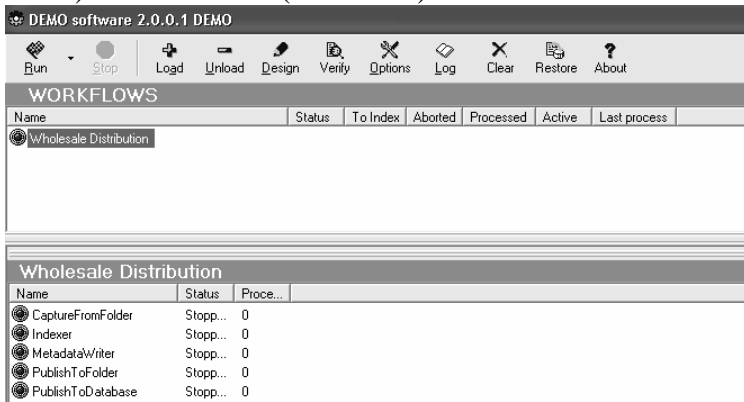 DEMO software 2.0.0.1 DEMO
Run Stop Load Unload Design Verify Options Log Clear Restore About
WORKFLOWS
Name Status To Index Aborted Processed Active Last process
Wholesale Distribution
Wholesale Distribution
Name Status Proce...
CaptureFromFolder Stopp... 0
Indexer Stopp... 0
MetadataWriter Stopp... 0
PublishToFolder Stopp... 0
PublishToDatabase Stopp... 0